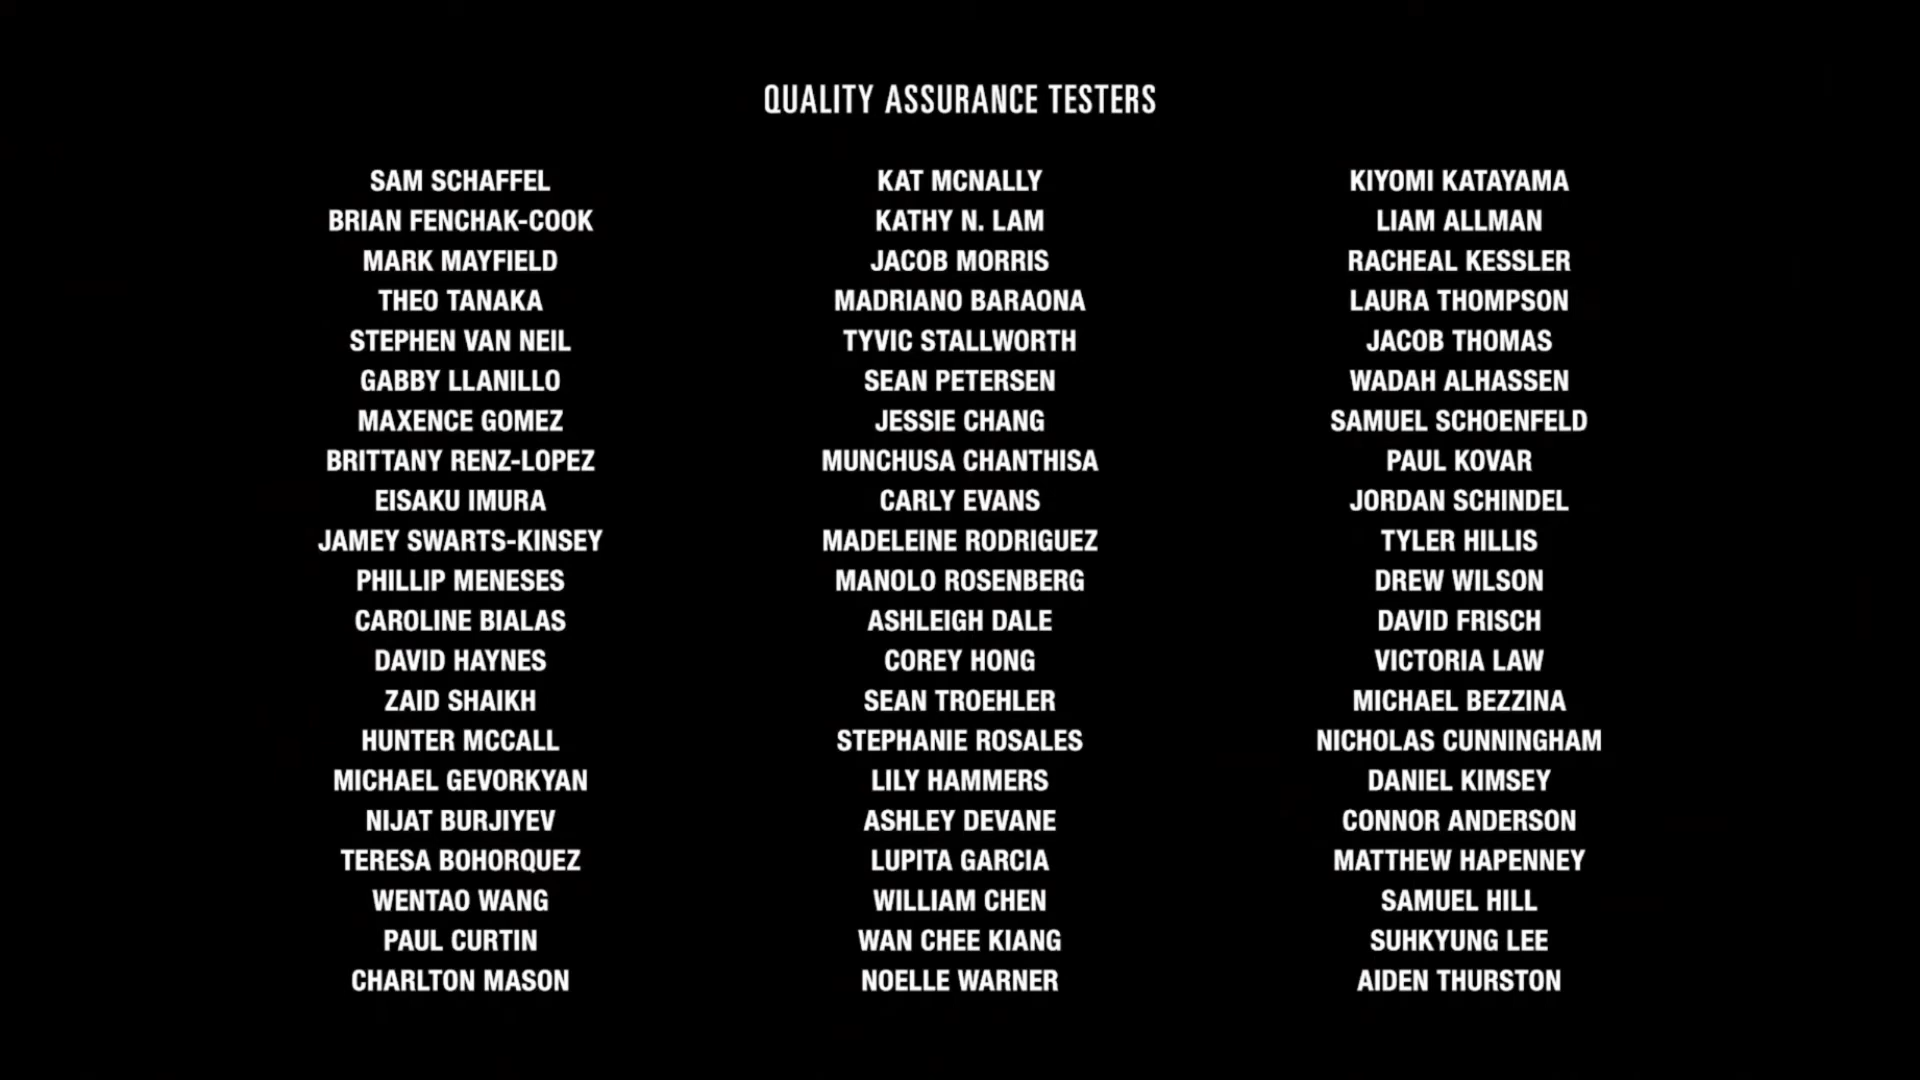 QUALITY ASSURANCE TESTERS
SAM SCHAFFEL
BRIAN FENCHAK-COOK
MARK MAYFIELD
THEO TANAKA
STEPHEN VAN NEIL
GABBY LLANILLO
MAXENCE GOMEZ
BRITTANY RENZ-LOPEZ
EISAKU IMURA
JAMEY SWARTS-KINSEY
PHILLIP MENESES
CAROLINE BIALAS
DAVID HAYNES
ZAID SHAIKH
HUNTER MCCALL
MICHAEL GEVORKYAN
NIJAT BURJIYEV
TERESA BOHORQUEZ
WENTAO WANG
PAUL CURTIN
CHARLTON MASON
KAT MCNALLY
KATHY N. LAM
JACOB MORRIS
MADRIANO BARAONA
TYVIC STALLWORTH
SEAN PETERSEN
JESSIE CHANG
MUNCHUSA CHANTHISA
CARLY EVANS
MADELEINE RODRIGUEZ
MANOLO ROSENBERG
ASHLEIGH DALE
COREY HONG
SEAN TROEHLER
STEPHANIE ROSALES
LILY HAMMERS
ASHLEY DEVANE
LUPITA GARCIA
WILLIAM CHEN
WAN CHEE KIANG
NOELLE WARNER
KIYOMI KATAYAMA
LIAM ALLMAN
RACHEAL KESSLER
LAURA THOMPSON
JACOB THOMAS
WADAH ALHASSEN
SAMUEL SCHOENFELD
PAUL KOVAR
JORDAN SCHINDEL
TYLER HILLIS
DREW WILSON
DAVID FRISCH
VICTORIA LAW
MICHAEL BEZZINA
NICHOLAS CUNNINGHAM
DANIEL KIMSEY
CONNOR ANDERSON
MATTHEW HAPENNEY
SAMUEL HILL
SUHKYUNG LEE
AIDEN THURSTON